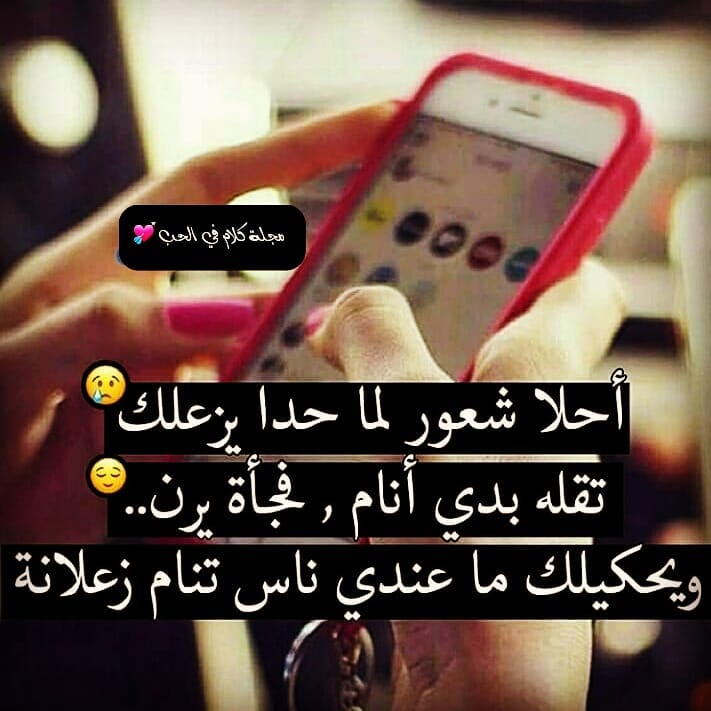 مجلة كلام في الحب
أحلا شعور لما حدا يزعلك
تقله بدي أنام , فجأة يرن..
ويحكيلك ما عندي ناس تنام زعلانة